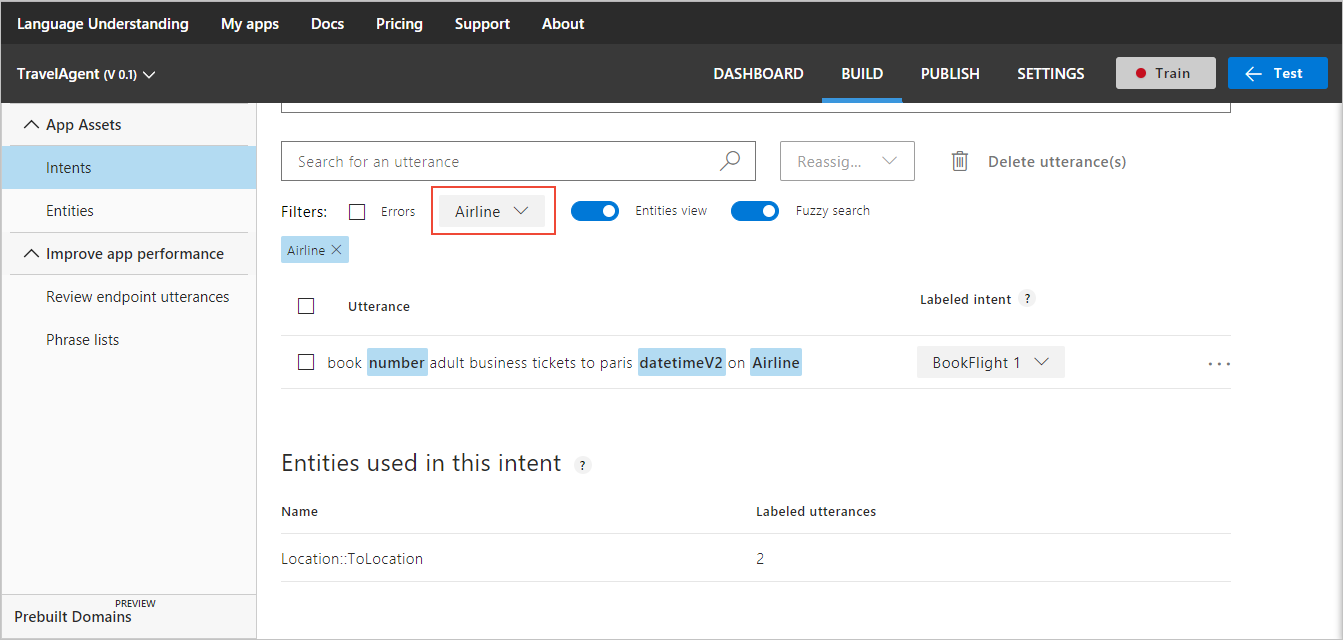 Language Understanding My apps Docs Pricing Support About
TravelAgent (V 0.1) DASHBOARD BUILD PUBLISH SETTINGS Train Test
App Assets
Intents
Entities
Improve app performance
Review endpoint utterances
Phrase lists
PREVIEW
Prebuilt Domains
Search for an utterance Reassig... Delete utterance(s)
Filters: Errors Airline Entities view Fuzzy search
Airline
Utterance Labeled intent ?
book number adult business tickets to paris datetimeV2 on Airline BookFlight 1 ...
Entities used in this intent ?
Name Labeled utterances
Location::ToLocation 2